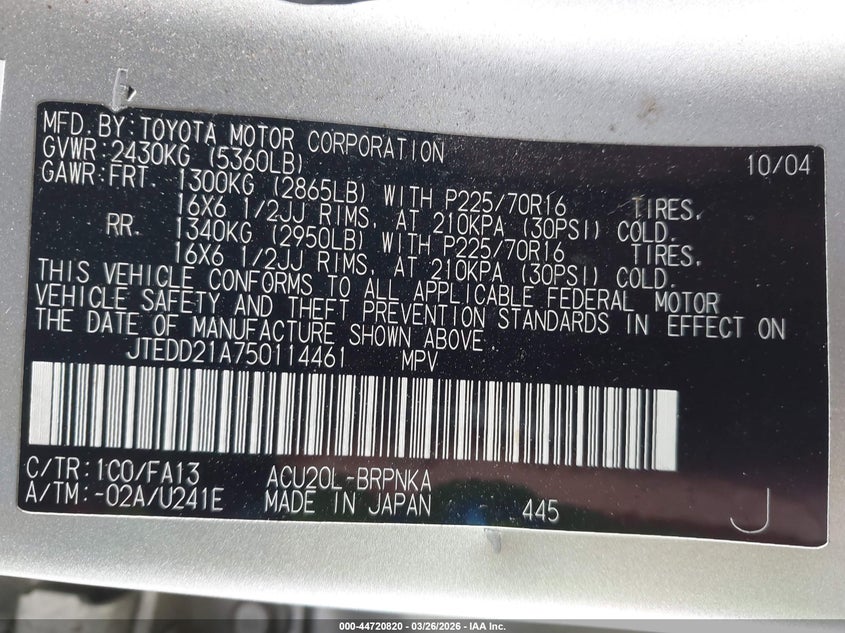 MFD. BY: TOYOTA MOTOR CORPORATION 10/04
GVWR: 2430KG (5360LB)
GAWR: FRT. 1300KG (2865LB) WITH P225/70R16 TIRES,
16X6 1/2JJ RIMS, AT 210KPA (30PSI) COLD.
RR. 1340KG (2950LB) WITH P225/70R16 TIRES,
16X6 1/2JJ RIMS, AT 210KPA (30PSI) COLD.
THIS VEHICLE CONFORMS TO ALL APPLICABLE FEDERAL MOTOR
VEHICLE SAFETY AND THEFT PREVENTION STANDARDS IN EFFECT ON
THE DATE OF MANUFACTURE SHOWN ABOVE.
JTEDD21A750114461 MPV
C/TR: 1C0/FA13 ACU20L-BRPNKA
A/TM: -02A/U241E MADE IN JAPAN 445 J
000-44720820 - 03/26/2026 - IAA Inc.